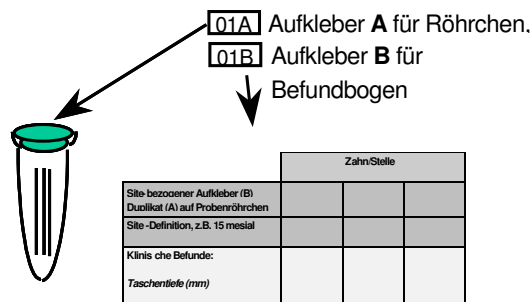 01A Aufkleber A für Röhrchen,
01B Aufkleber B für
Befundbogen
Zahn/Stelle
Site-bezogener Aufkleber (B)
Duplikat (A) auf Probenröhrchen
Site -Definition, z.B. 15 mesial
Klinis che Befunde:
Taschentiefe (mm)